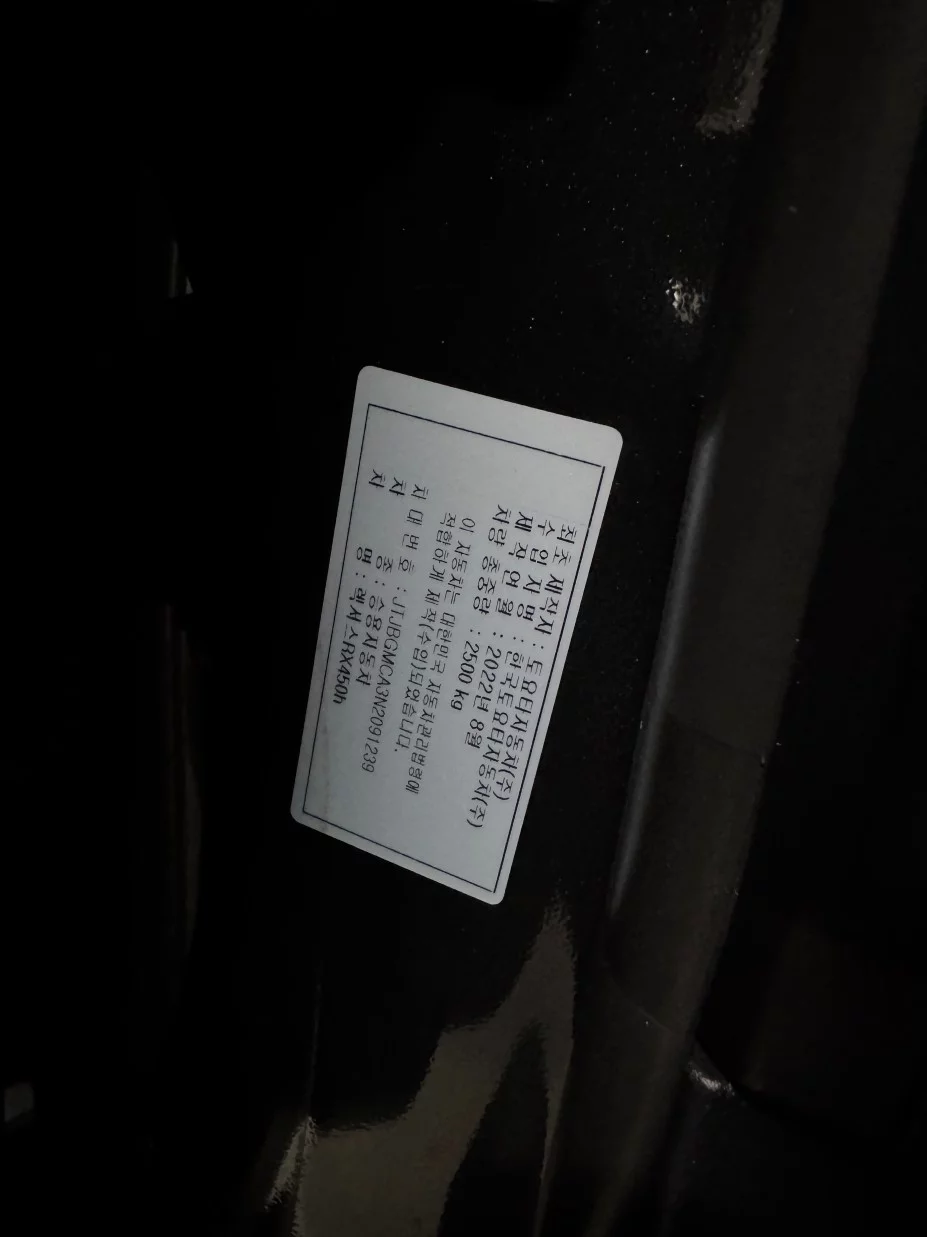 최초 제작자 : 토요타자동차(주)
수 입 자 명 : 한국토요타자동차(주)
제 작 연 월 : 2022년 8월
차량 총중량 : 2500 kg
이 자동차는 대한민국 자동차관리법령에
적합하게 제작(수입)되었습니다.
차 대 번 호 : JTJBGMCA3N2091239
차 종 : 승용자동차
차 명 : 렉서스RX450h